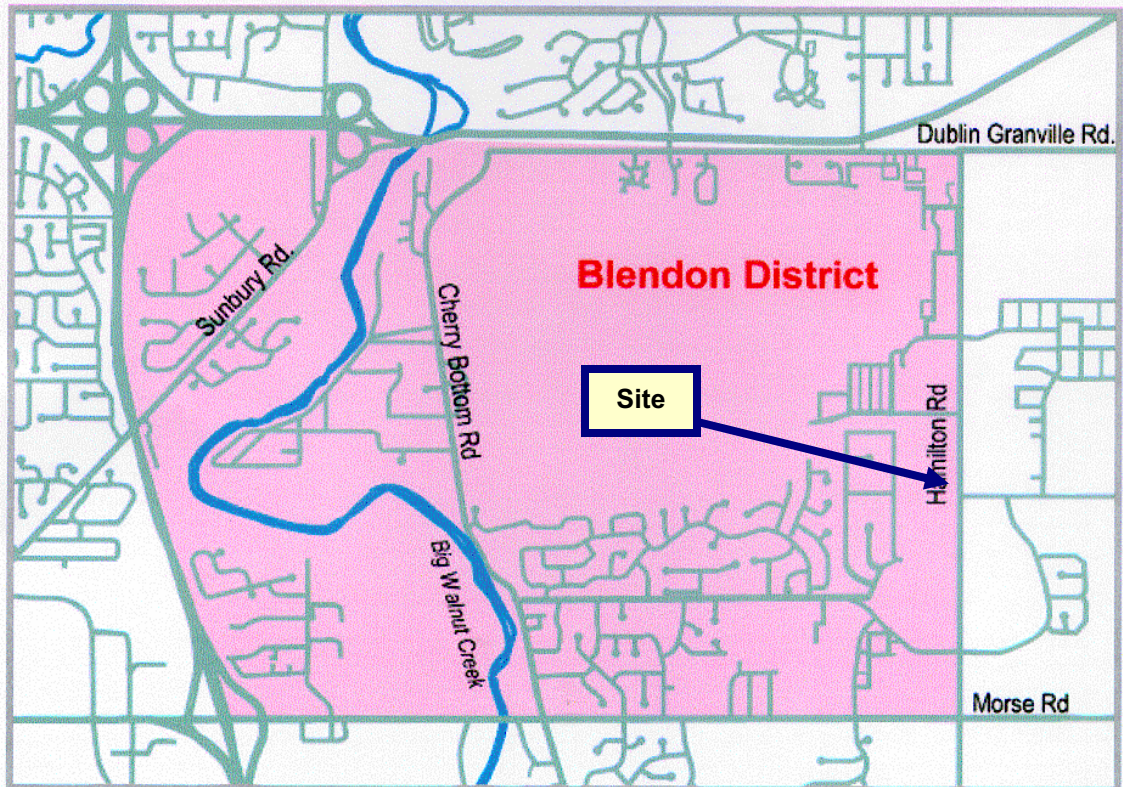 Dublin Granville Rd.
Sunbury Rd.
Blendon District
Cherry Bottom Rd
Site
Hamilton Rd
Big Walnut Creek
Morse Rd